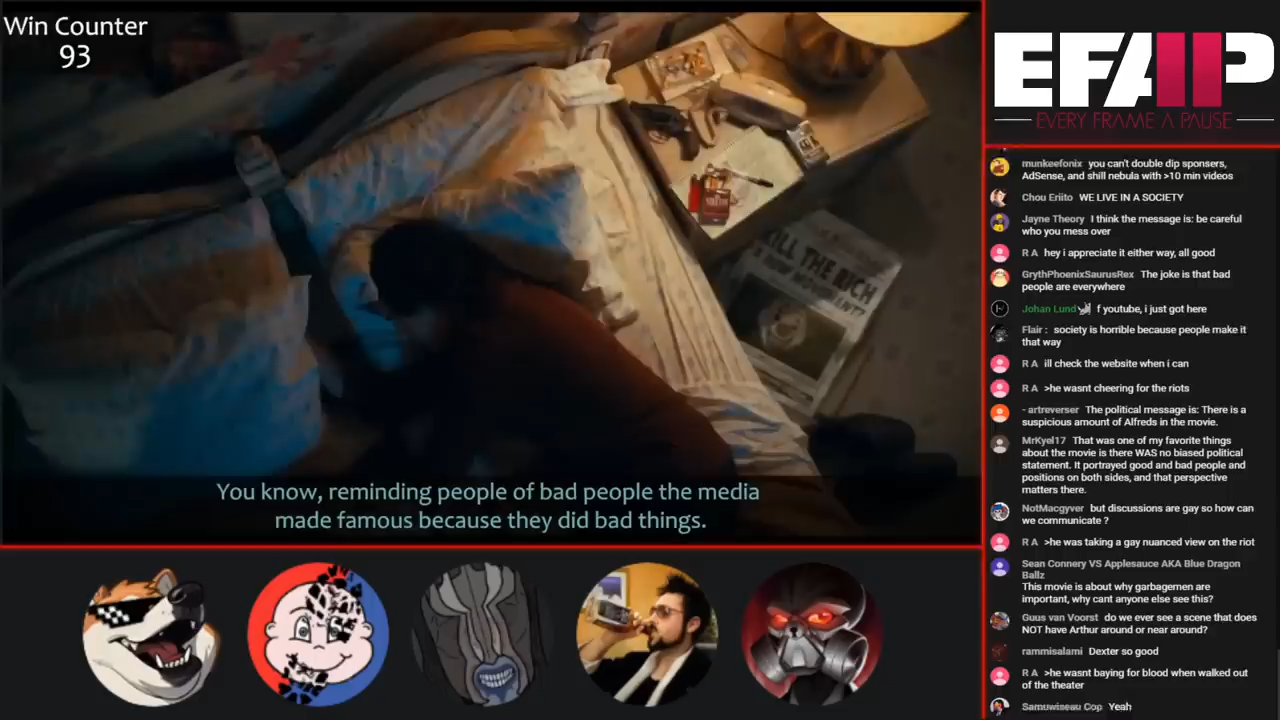 Win Counter
93
KILL THE RICH
You know, reminding people of bad people the media
made famous because they did bad things.
EFAP
EVERY FRAME A PAUSE
munkeefonix you can't double dip sponsers,
AdSense, and shill nebula with >10 min videos
Chou Eriito WE LIVE IN A SOCIETY
Jayne Theory I think the message is: be careful
who you mess over
R A hey i appreciate it either way, all good
GrythPhoenixSaurusRex The joke is that bad
people are everywhere
Johan Lund f youtube, i just got here
Flair : society is horrible because people make it
that way
R A ill check the website when i can
R A >he wasnt cheering for the riots
- artreverser The political message is: There is a
suspicious amount of Alfreds in the movie.
MrKyel17 That was one of my favorite things
about the movie is there WAS no biased political
statement. It portrayed good and bad people and
positions on both sides, and that perspective
matters there.
NotMacgyver but discussions are gay so how can
we communicate ?
R A >he was taking a gay nuanced view on the riot
Sean Connery VS Applesauce AKA Blue Dragon
Ballz
This movie is about why garbagemen are
important, why cant anyone else see this?
Guus van Voorst do we ever see a scene that does
NOT have Arthur around or near around?
rammisalami Dexter so good
R A >he wasnt baying for blood when walked out
of the theater
Samuwiseau Cop Yeah